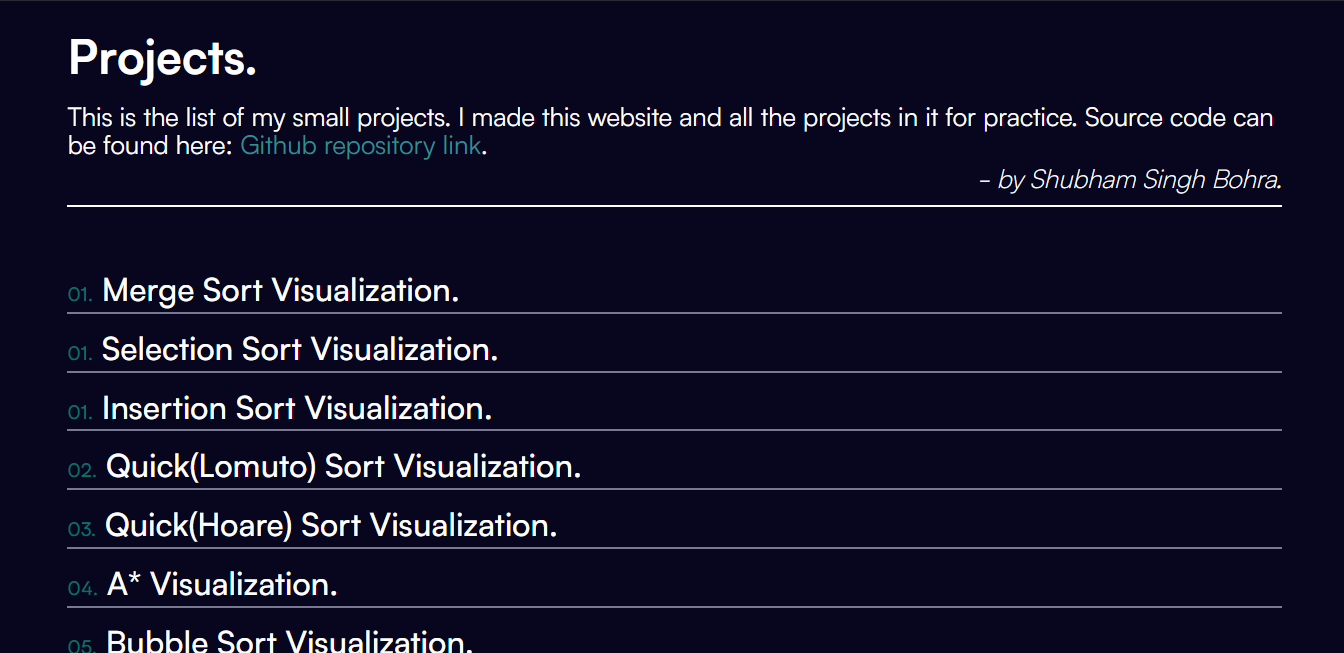 Projects.
This is the list of my small projects. I made this website and all the projects in it for practice. Source code can
be found here: Github repository link.
- by Shubham Singh Bohra.
01. Merge Sort Visualization.
01. Selection Sort Visualization.
01. Insertion Sort Visualization.
02. Quick(Lomuto) Sort Visualization.
03. Quick(Hoare) Sort Visualization.
04. A* Visualization.
05. Bubble Sort Visualization.